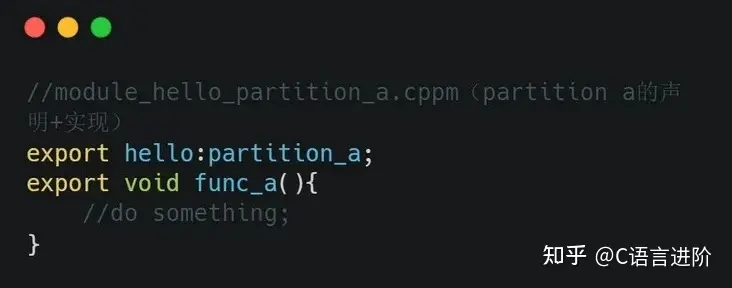 //module_hello_partition_a.cppm（partition a的声
明+实现）
export hello:partition_a;
export void func_a(){
    //do something;
}
知乎 @C语言进阶